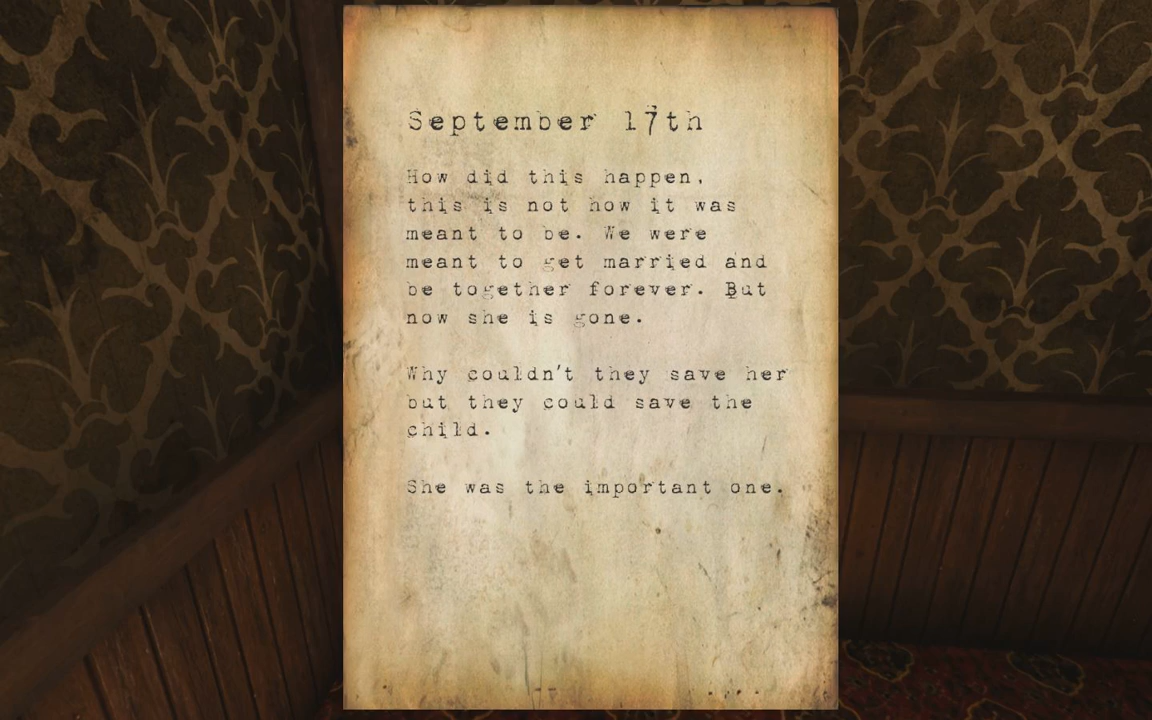 September 17th
How did this happen,
this is not how it was
meant to be. We were
meant to get married and
be together forever. But
now she is gone.
Why couldn't they save her
but they could save the
child.
She was the important one.